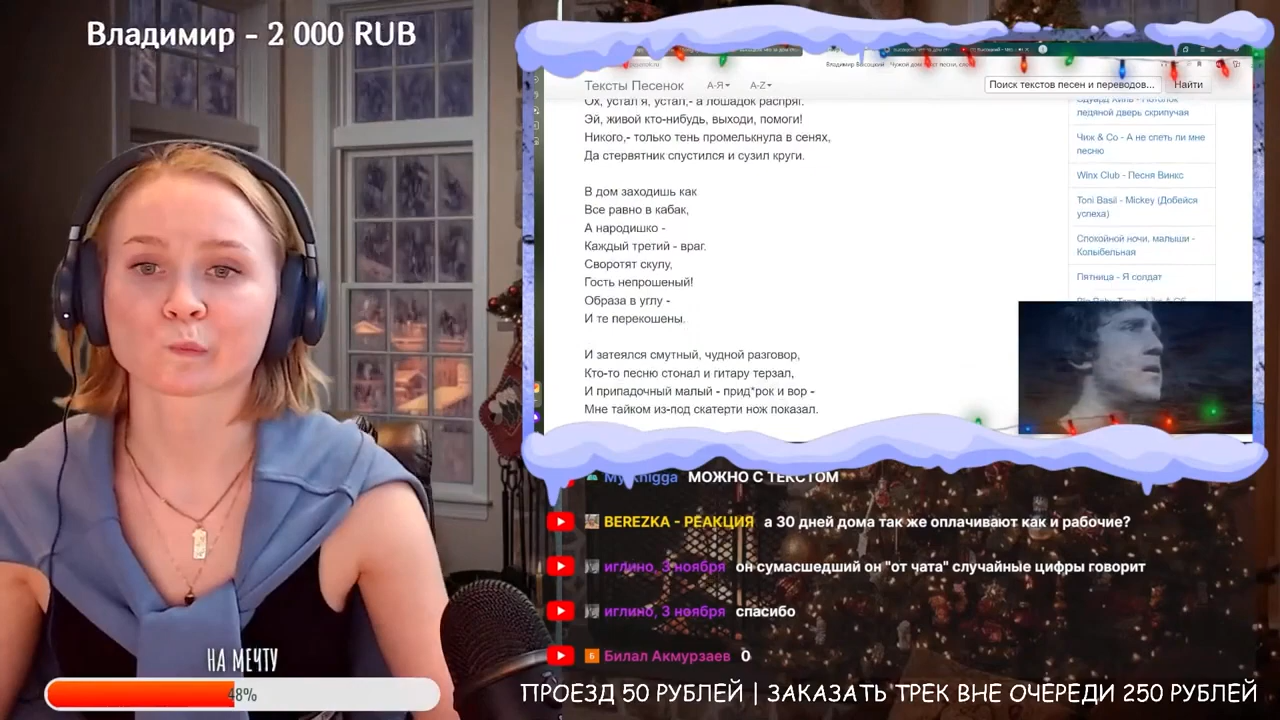 Владимир - 2 000 RUB
Тексты Песенок
А-Я
A-Z
Поиск текстов песен и переводов...
Найти
Ох, устал я, устал,- а лошадок распряг.
Эй, живой кто-нибудь, выходи, помоги!
Никого,- только тень промелькнула в сенях,
Да стервятник спустился и сузил круги.
В дом заходишь как
Все равно в кабак,
А народишко -
Каждый третий - враг.
Своротят скулу,
Гость непрошеный!
Образа в углу -
И те перекошены.
И затеялся смутный, чудной разговор,
Кто-то песню стонал и гитару терзал,
И припадочный малый - прид*рок и вор -
Мне тайком из-под скатерти нож показал.
ледяной дверь скрипучая
Чиж & Co - А не спеть ли мне
песню
Winx Club - Песня Винкс
Toni Basil - Mickey (Добейся
успеха)
Спокойной ночи, малыши -
Колыбельная
Пятница - Я солдат
МОЖНО С ТЕКСТОМ
BEREZKA - РЕАКЦИЯ а 30 дней дома так же оплачивают как и рабочие?
иглино, 3 ноября он сумасшедший он "от чата" случайные цифры говорит
иглино, 3 ноября спасибо
Б Билал Акмурзаев 0
НА МЕЧТУ
48%
ПРОЕЗД 50 РУБЛЕЙ | ЗАКАЗАТЬ ТРЕК ВНЕ ОЧЕРЕДИ 250 РУБЛЕЙ